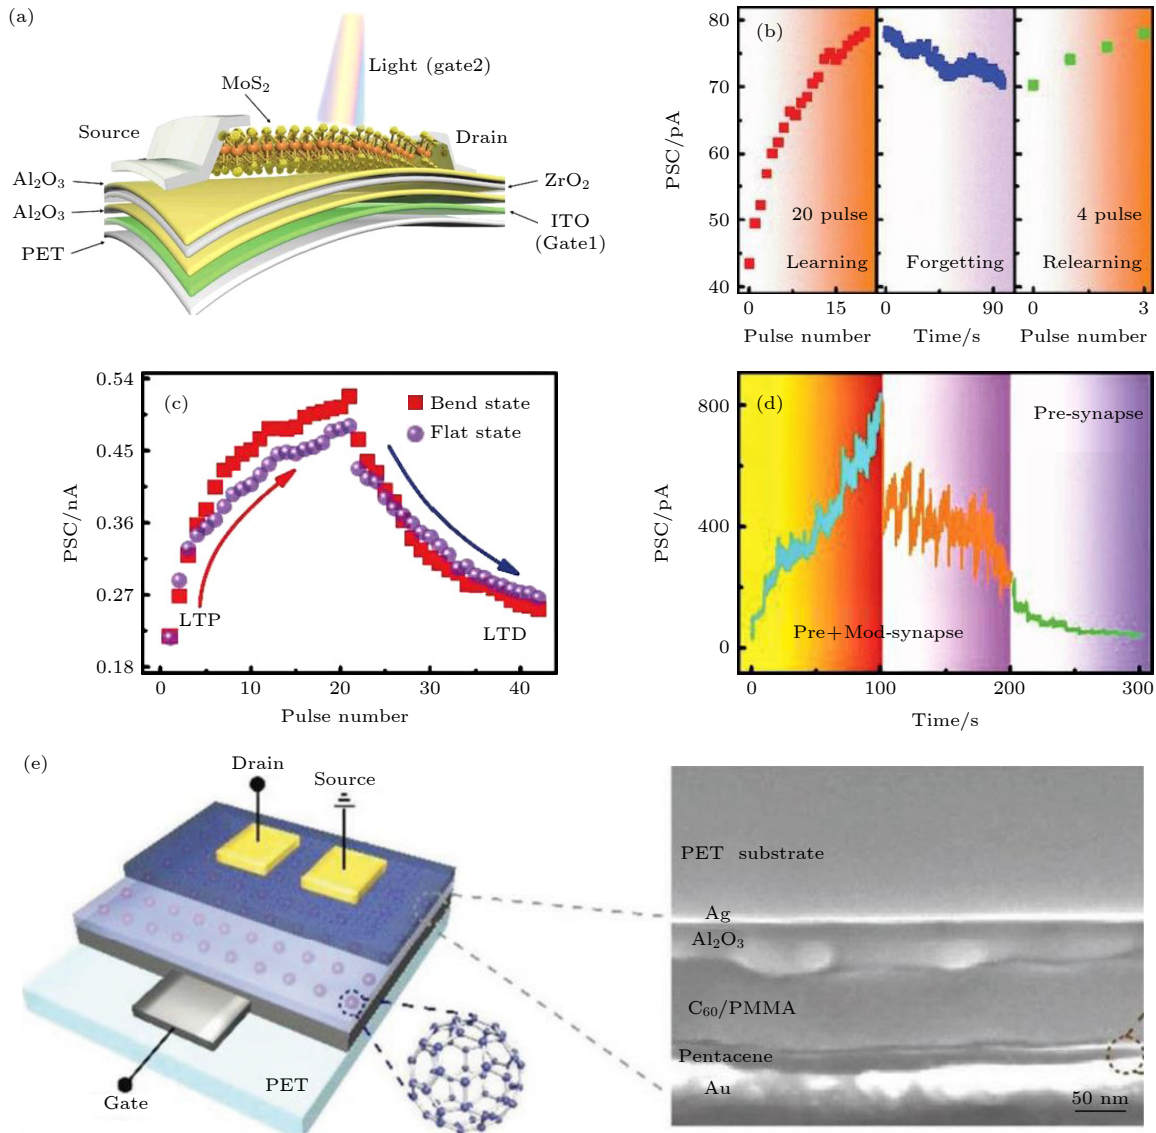 (a)
Light (gate2)
MoS₂
Source
Drain
Al₂O₃
ZrO₂
Al₂O₃
ITO
(Gate1)
PET
(b)
PSC/pA
80
70
60
50
40
20 pulse
4 pulse
Learning
Forgetting
Relearning
0
15
0
90
0
3
Pulse number
Time/s
Pulse number
(c)
PSC/nA
0.54
0.45
0.36
0.27
0.18
Bend state
Flat state
LTP
LTD
0
10
20
30
40
Pulse number
(d)
PSC/pA
800
400
0
Pre-synapse
Pre+Mod-synapse
0
100
200
300
Time/s
(e)
Drain
Source
Gate
PET
PET substrate
Ag
Al₂O₃
C₆₀/PMMA
Pentacene
Au
50 nm